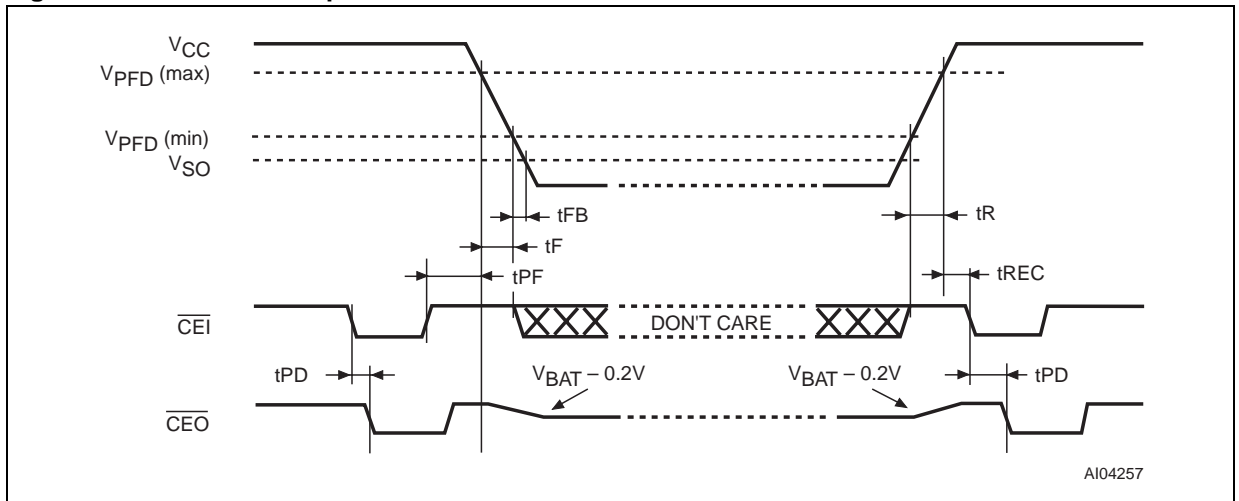 VCC
VPFD (max)
VPFD (min)
VSO
tFB
tR
tF
tREC
tPF
CEI
DON'T CARE
tPD
VBAT – 0.2V
VBAT – 0.2V
tPD
CEO
AI04257